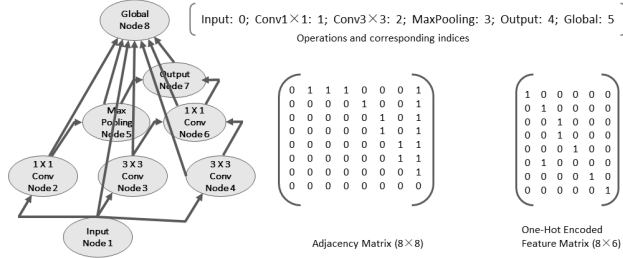 Global
Node 8
Input: 0; Conv1×1: 1; Conv3×3: 2; MaxPooling: 3; Output: 4; Global: 5
Operations and corresponding indices
Output
Node 7
Max
Pooling
Node 5
1 X 1
Conv
Node 6
1 X 1
Conv
Node 2
3 X 3
Conv
Node 3
3 X 3
Conv
Node 4
Input
Node 1
0 1 1 1 0 0 0 1
0 0 0 0 1 0 0 1
0 0 0 0 0 1 0 1
0 0 0 0 0 1 0 1
0 0 0 0 0 0 1 1
0 0 0 0 0 0 1 1
0 0 0 0 0 0 0 1
0 0 0 0 0 0 0 0
Adjacency Matrix (8×8)
1 0 0 0 0 0
0 1 0 0 0 0
0 0 1 0 0 0
0 0 1 0 0 0
0 0 0 1 0 0
0 1 0 0 0 0
0 0 0 0 1 0
0 0 0 0 0 1
One-Hot Encoded
Feature Matrix (8×6)